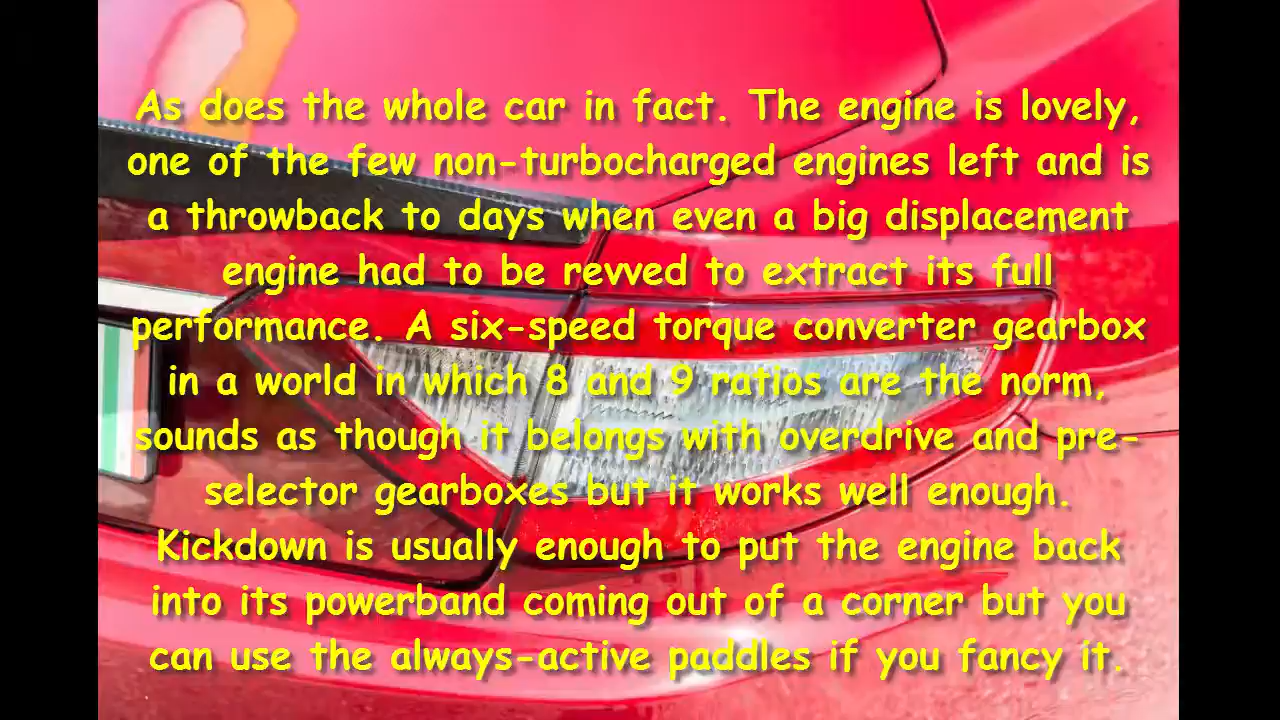 As does the whole car in fact. The engine is lovely,
one of the few non-turbocharged engines left and is
a throwback to days when even a big displacement
engine had to be revved to extract its full
performance. A six-speed torque converter gearbox
in a world in which 8 and 9 ratios are the norm,
sounds as though it belongs with overdrive and pre-
selector gearboxes but it works well enough.
Kickdown is usually enough to put the engine back
into its powerband coming out of a corner but you
can use the always-active paddles if you fancy it.